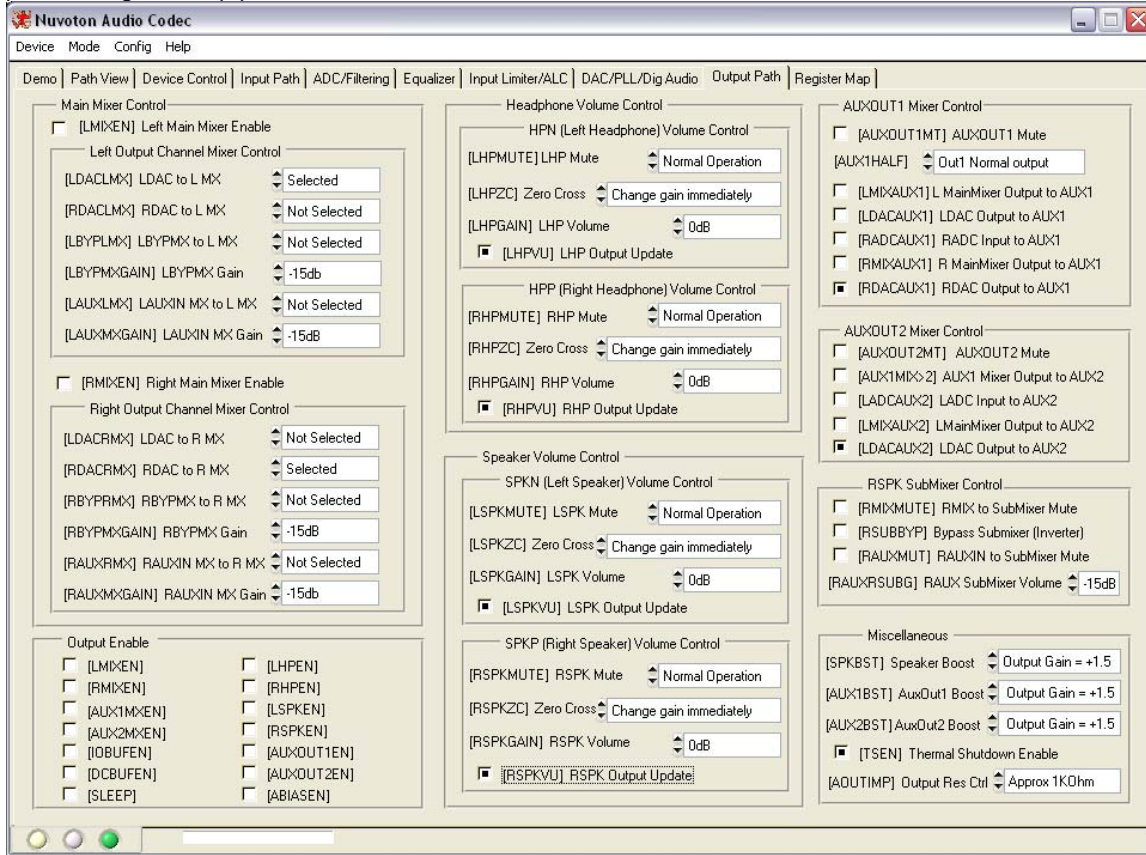 Nuvoton Audio Codec
Device Mode Config Help
Demo Path View Device Control Input Path ADC/Filtering Equalizer Input Limiter/ALC DAC/PLL/Dig Audio Output Path Register Map
Main Mixer Control
[LMIXEN] Left Main Mixer Enable
Left Output Channel Mixer Control
[LDACLMX] LDAC to L MX Selected
[RDACLMX] RDAC to L MX Not Selected
[LBYPLMX] LBYPMX to L MX Not Selected
[LBYPMXGAIN] LBYPMX Gain -15db
[LAUXLMX] LAUXIN MX to L MX Not Selected
[LAUXMXGAIN] LAUXIN MX Gain -15dB
[RMIXEN] Right Main Mixer Enable
Right Output Channel Mixer Control
[LDACRMX] LDAC to R MX Not Selected
[RDACRMX] RDAC to R MX Selected
[RBYPRMX] RBYPMX to R MX Not Selected
[RBYPMXGAIN] RBYPMX Gain -15dB
[RAUXRMX] RAUXIN MX to R MX Not Selected
[RAUXMXGAIN] RAUXIN MX Gain -15db
Output Enable
[LMIXEN] [LHPEN]
[RMIXEN] [RHPEN]
[AUX1MXEN] [LSPKEN]
[AUX2MXEN] [RSPKEN]
[IOBUFEN] [AUXOUT1EN]
[DCBUFEN] [AUXOUT2EN]
[SLEEP] [ABIASEN]
Headphone Volume Control
HPN (Left Headphone) Volume Control
[LHPMUTE] LHP Mute Normal Operation
[LHPZC] Zero Cross Change gain immediately
[LHPGAIN] LHP Volume 0dB
[LHPVU] LHP Output Update
HPP (Right Headphone) Volume Control
[RHPMUTE] RHP Mute Normal Operation
[RHPZC] Zero Cross Change gain immediately
[RHPGAIN] RHP Volume 0dB
[RHPVU] RHP Output Update
Speaker Volume Control
SPKN (Left Speaker) Volume Control
[LSPKMUTE] LSPK Mute Normal Operation
[LSPKZC] Zero Cross Change gain immediately
[LSPKGAIN] LSPK Volume 0dB
[LSPKVU] LSPK Output Update
SPKP (Right Speaker) Volume Control
[RSPKMUTE] RSPK Mute Normal Operation
[RSPKZC] Zero Cross Change gain immediately
[RSPKGAIN] RSPK Volume 0dB
[RSPKVU] RSPK Output Update
AUXOUT1 Mixer Control
[AUXOUT1MT] AUXOUT1 Mute
[AUX1HALF] Out1 Normal output
[LMIXAUX1] L MainMixer Output to AUX1
[LDACAUX1] LDAC Output to AUX1
[RADCAUX1] RADC Input to AUX1
[RMIXAUX1] R MainMixer Output to AUX1
[RDACAUX1] RDAC Output to AUX1
AUXOUT2 Mixer Control
[AUXOUT2MT] AUXOUT2 Mute
[AUX1MIX>2] AUX1 Mixer Output to AUX2
[LADCAUX2] LADC Input to AUX2
[LMIXAUX2] LMainMixer Output to AUX2
[LDACAUX2] LDAC Output to AUX2
RSPK SubMixer Control
[RMIXMUTE] RMIX to SubMixer Mute
[RSUBBYP] Bypass Submixer (Inverter)
[RAUXMUT] RAUXIN to SubMixer Mute
[RAUXRSUBG] RAUX SubMixer Volume -15dB
Miscellaneous
[SPKBST] Speaker Boost Output Gain = +1.5
[AUX1BST] AuxOut1 Boost Output Gain = +1.5
[AUX2BST] AuxOut2 Boost Output Gain = +1.5
[TSEN] Thermal Shutdown Enable
[AOUTIMP] Output Res Ctrl Approx 1KOhm